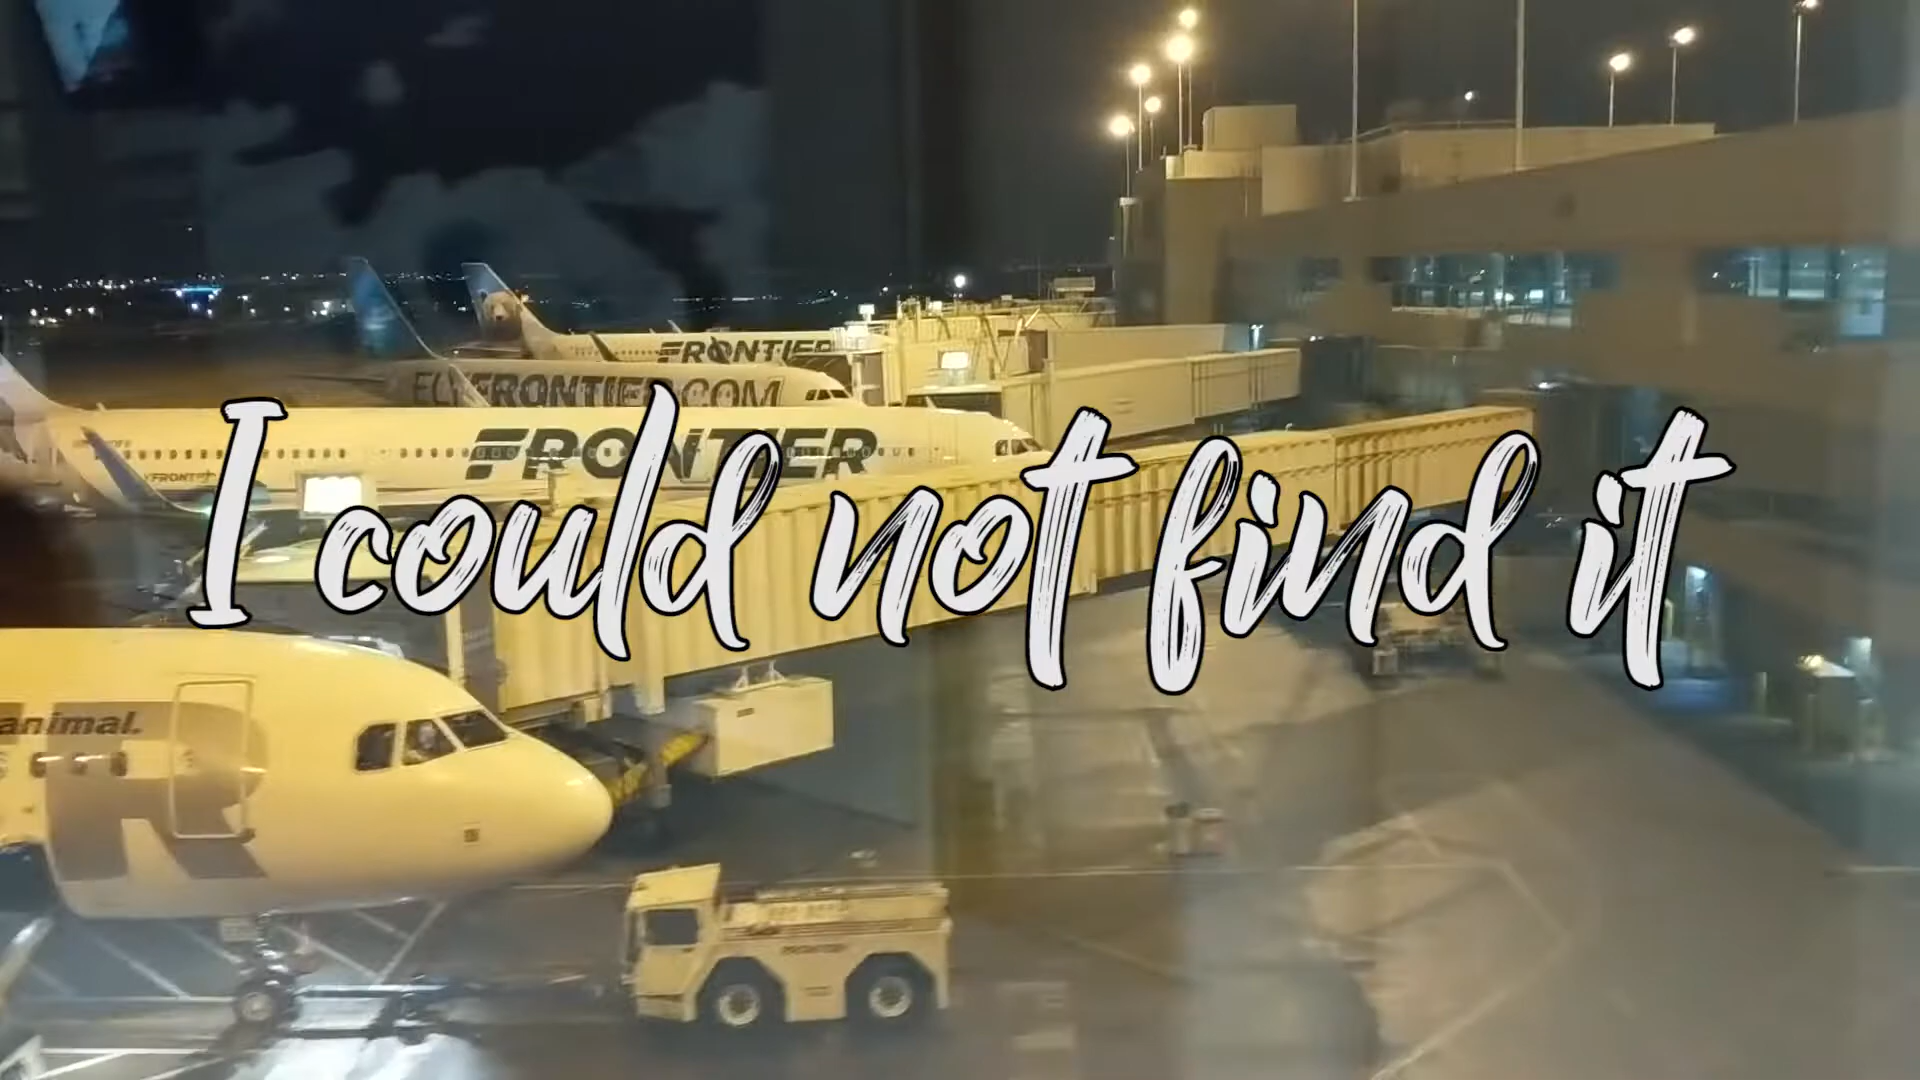 FRONTIER
FLYFRONTIER.COM
FRONTIER
I could not find it
animal.